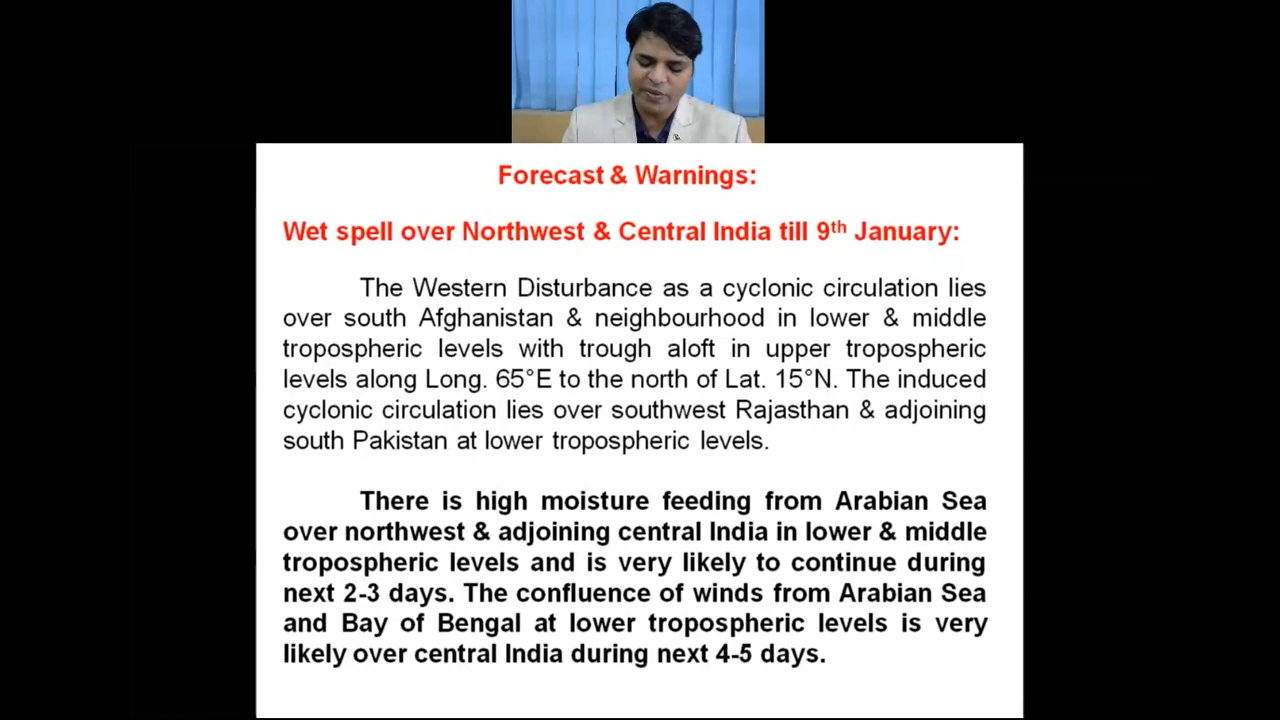 Forecast & Warnings:
Wet spell over Northwest & Central India till 9th January:
The Western Disturbance as a cyclonic circulation lies
over south Afghanistan & neighbourhood in lower & middle
tropospheric levels with trough aloft in upper tropospheric
levels along Long. 65°E to the north of Lat. 15°N. The induced
cyclonic circulation lies over southwest Rajasthan & adjoining
south Pakistan at lower tropospheric levels.
There is high moisture feeding from Arabian Sea
over northwest & adjoining central India in lower & middle
tropospheric levels and is very likely to continue during
next 2-3 days. The confluence of winds from Arabian Sea
and Bay of Bengal at lower tropospheric levels is very
likely over central India during next 4-5 days.